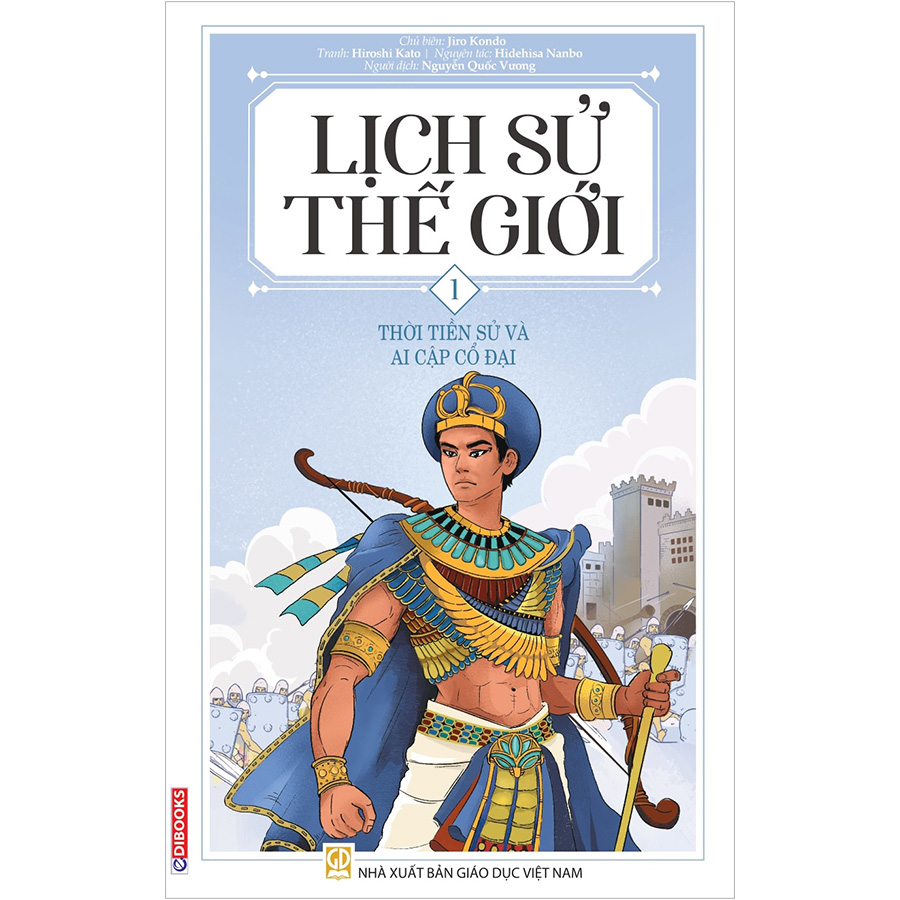 Chủ biên: Jiro Kondo
Tranh: Hiroshi Kato | Nguyên tác: Hidehisa Nanbo
Người dịch: Nguyễn Quốc Vương
LỊCH SỬ
THẾ GIỚI
1
THỜI TIỀN SỬ VÀ
AI CẬP CỔ ĐẠI
eDIBOOKS
GD
NHÀ XUẤT BẢN GIÁO DỤC VIỆT NAM